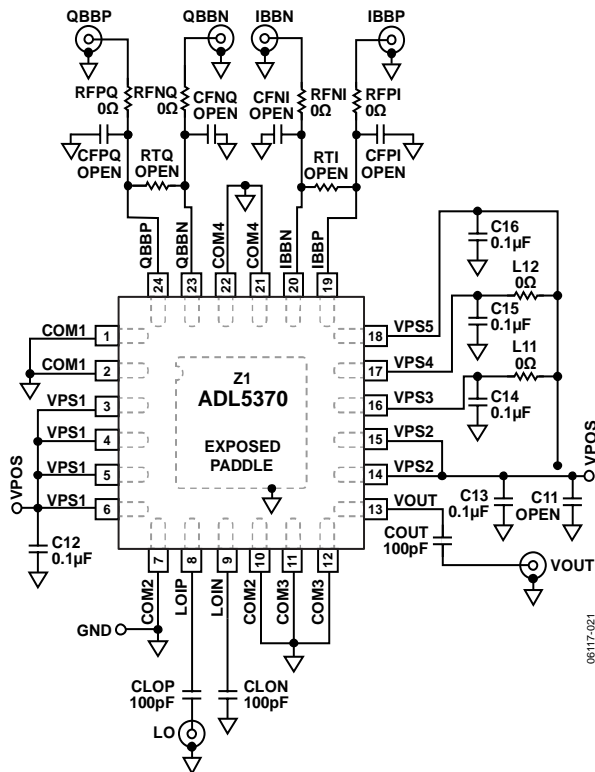 QBBP
QBBN
IBBN
IBBP
RFPQ
0Ω
RFNQ
0Ω
CFNQ
OPEN
CFNI
OPEN
RFNI
0Ω
RFPI
0Ω
CFPQ
OPEN
RTQ
OPEN
RTI
OPEN
CFPI
OPEN
QBBP
QBBN
COM4
COM4
IBBN
IBBP
24
23
22
21
20
19
C16
0.1µF
L12
0Ω
C15
0.1µF
L11
0Ω
C14
0.1µF
COM1
1
COM1
2
VPS1
3
VPS1
4
VPS1
5
VPS1
6
VPOS
C12
0.1µF
Z1
ADL5370
EXPOSED
PADDLE
18
VPS5
17
VPS4
16
VPS3
15
VPS2
14
VPS2
13
VOUT
VPOS
C13
0.1µF
C11
OPEN
COUT
100pF
VOUT
7
8
9
10
11
12
COM2
LOIP
LOIN
COM2
COM3
COM3
GND
CLOP
100pF
CLON
100pF
LO
06117-021